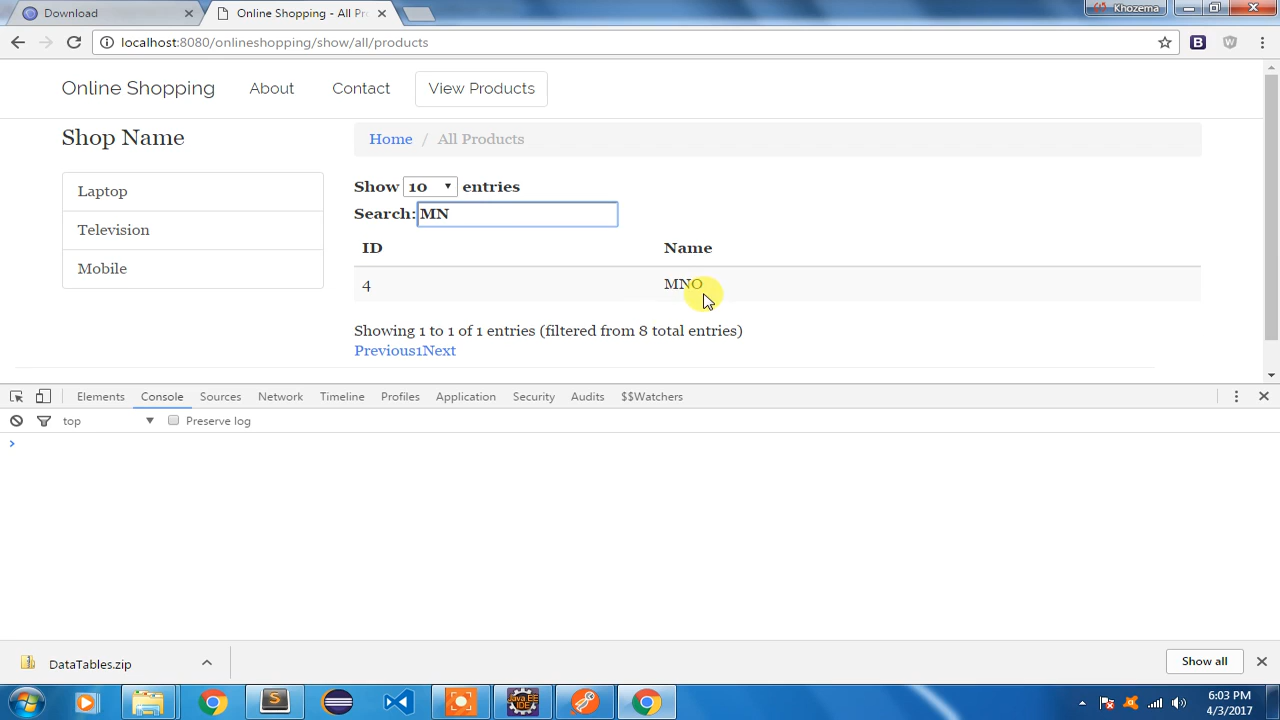 Download
Online Shopping - All Pr
Khozema
localhost:8080/onlineshopping/show/all/products
Online Shopping About Contact View Products
Shop Name
Laptop
Television
Mobile
Home / All Products
Show 10 entries
Search: MN
ID Name
4 MNO
Showing 1 to 1 of 1 entries (filtered from 8 total entries)
Previous1Next
Elements Console Sources Network Timeline Profiles Application Security Audits $$Watchers
top Preserve log
DataTables.zip
Show all
Java EE
IDE
6:03 PM
4/3/2017